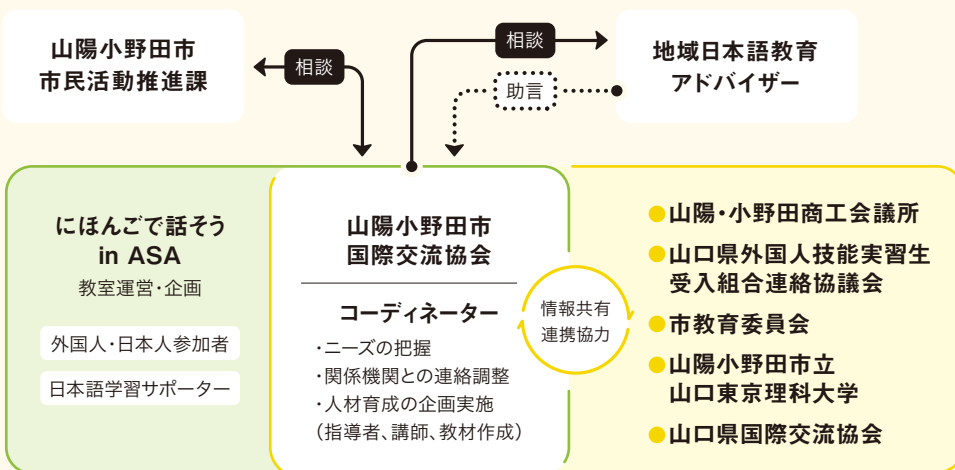 山陽小野田市
市民活動推進課
相談
相談
助言
地域日本語教育
アドバイザー
にほんごで話そう
in ASA
教室運営・企画
外国人・日本人参加者
日本語学習サポーター
山陽小野田市
国際交流協会
コーディネーター
・ニーズの把握
・関係機関との連絡調整
・人材育成の企画実施
（指導者、講師、教材作成）
情報共有
連携協力
●山陽・小野田商工会議所
●山口県外国人技能実習生
受入組合連絡協議会
●市教育委員会
●山陽小野田市立
山口東京理科大学
●山口県国際交流協会